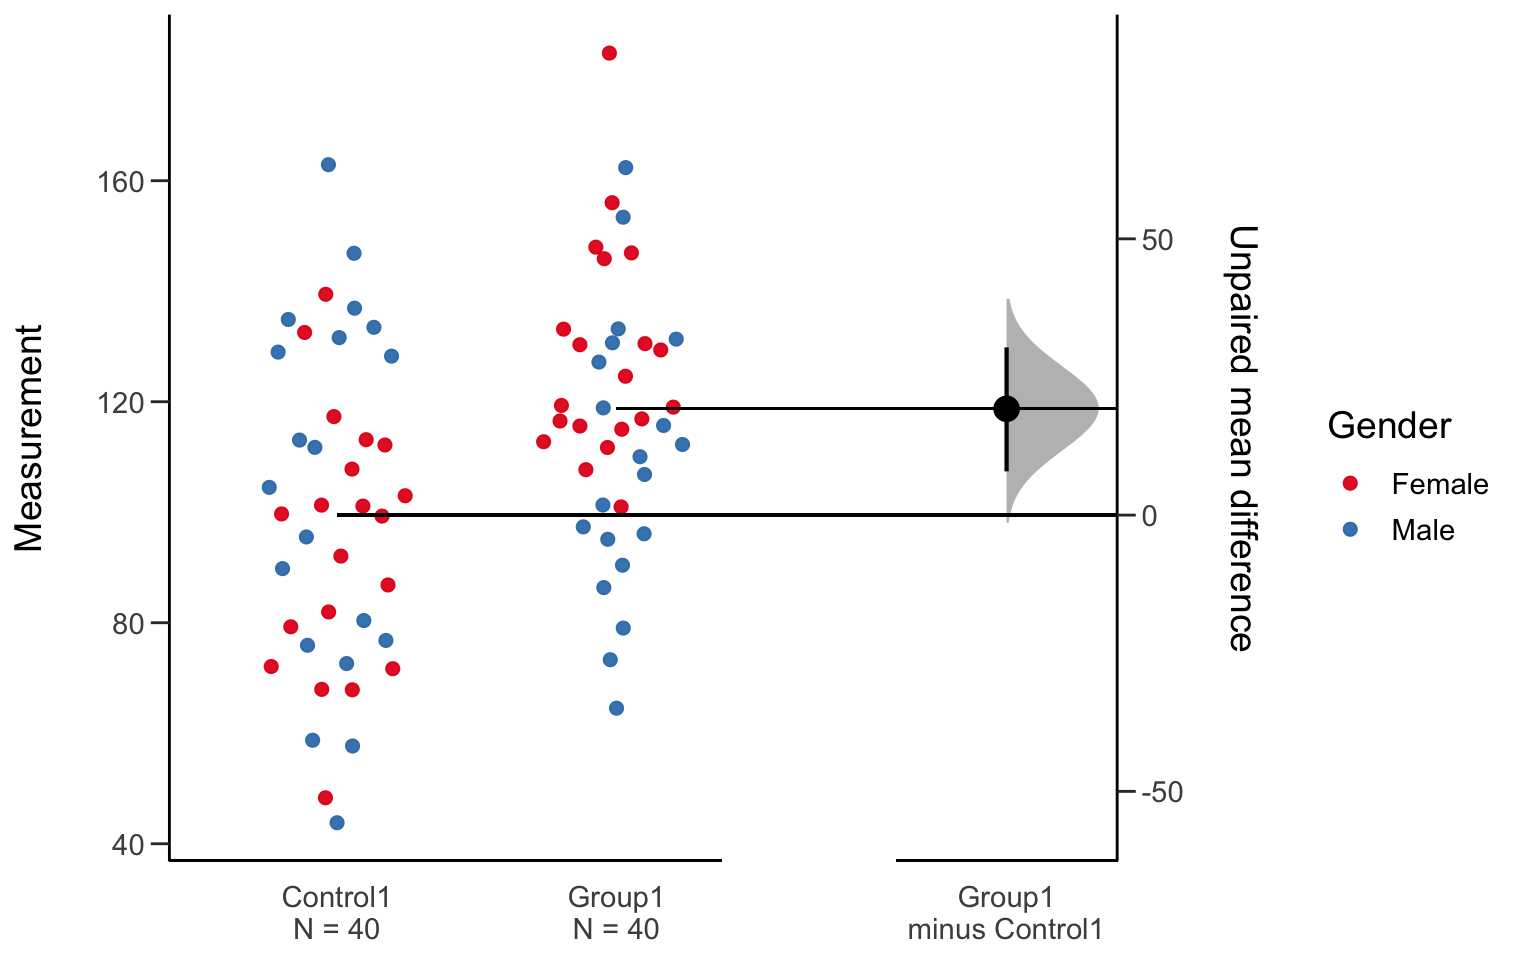 Measurement
160
120
80
40
Control1
N = 40
Group1
N = 40
Group1
minus Control1
50
0
-50
Unpaired mean difference
Gender
Female
Male